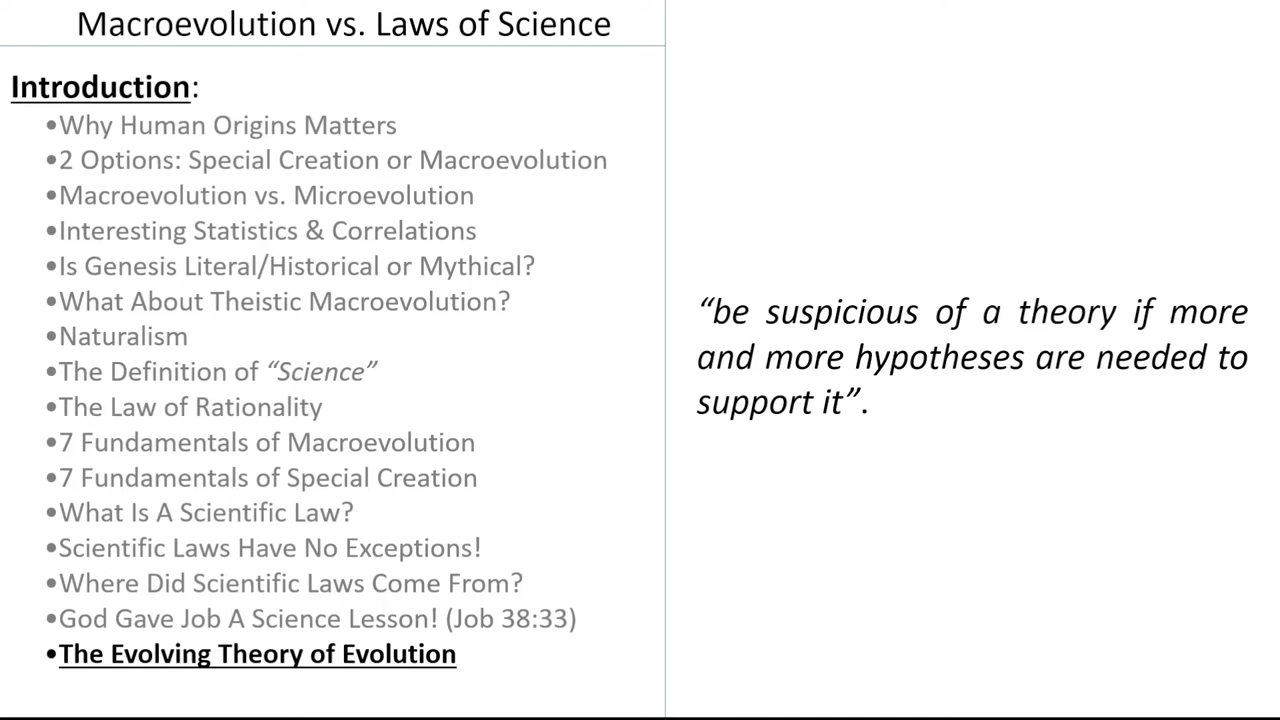 Macroevolution vs. Laws of Science
Introduction:
•Why Human Origins Matters
•2 Options: Special Creation or Macroevolution
•Macroevolution vs. Microevolution
•Interesting Statistics & Correlations
•Is Genesis Literal/Historical or Mythical?
•What About Theistic Macroevolution?
•Naturalism
•The Definition of “Science”
•The Law of Rationality
•7 Fundamentals of Macroevolution
•7 Fundamentals of Special Creation
•What Is A Scientific Law?
•Scientific Laws Have No Exceptions!
•Where Did Scientific Laws Come From?
•God Gave Job A Science Lesson! (Job 38:33)
•The Evolving Theory of Evolution
“be suspicious of a theory if more
and more hypotheses are needed to
support it”.